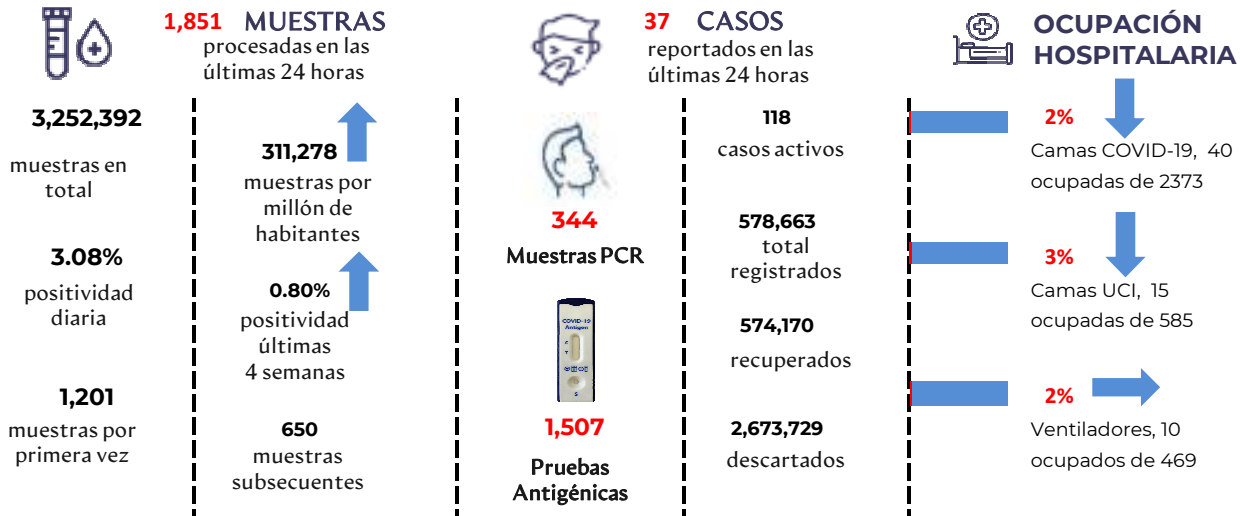 1,851 MUESTRAS
procesadas en las
últimas 24 horas
3,252,392
muestras en
total
3.08%
positividad
diaria
1,201
muestras por
primera vez
311,278
muestras por
millón de
habitantes
0.80%
positividad
últimas
4 semanas
650
muestras
subsecuentes
37 CASOS
reportados en las
últimas 24 horas
344
Muestras PCR
COVID-19
Antigen
C
T
S
1,507
Pruebas
Antigénicas
118
casos activos
578,663
total
registrados
574,170
recuperados
2,673,729
descartados
OCUPACIÓN
HOSPITALARIA
2%
Camas COVID-19, 40
ocupadas de 2373
3%
Camas UCI, 15
ocupadas de 585
2%
Ventiladores, 10
ocupados de 469